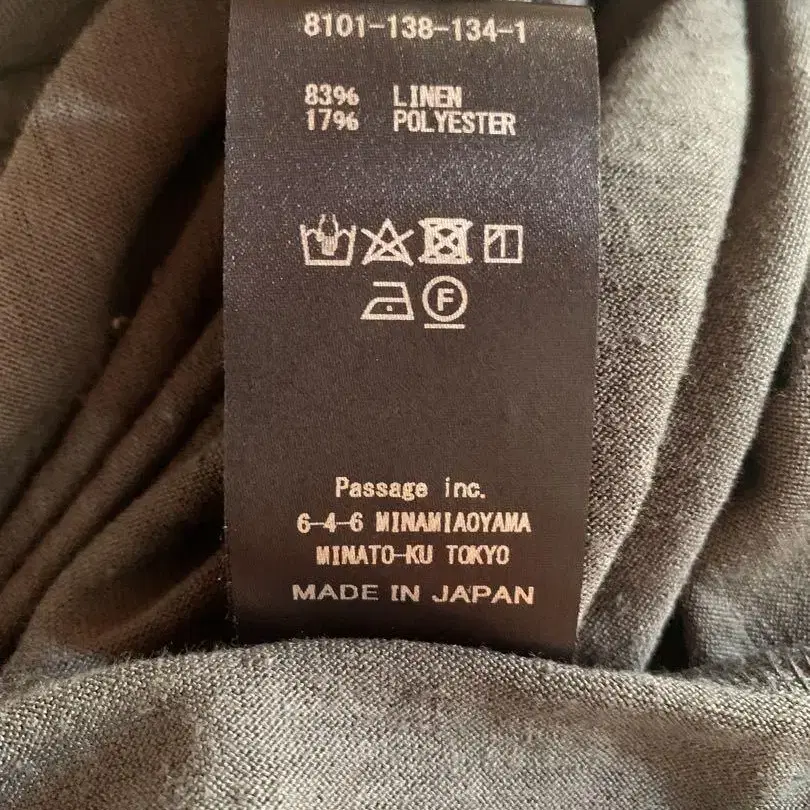 8101-138-134-1
83% LINEN
17% POLYESTER
F
Passage inc.
6-4-6 MINAMIAOYAMA
MINATO-KU TOKYO
MADE IN JAPAN